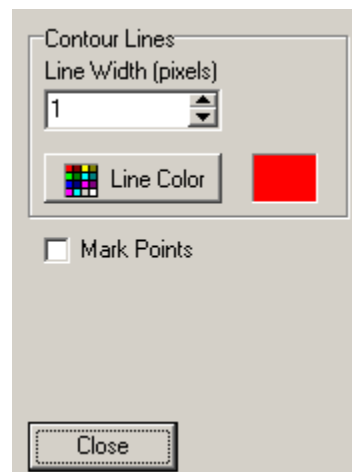 Contour Lines
Line Width (pixels)
1
Line Color
Mark Points
Close